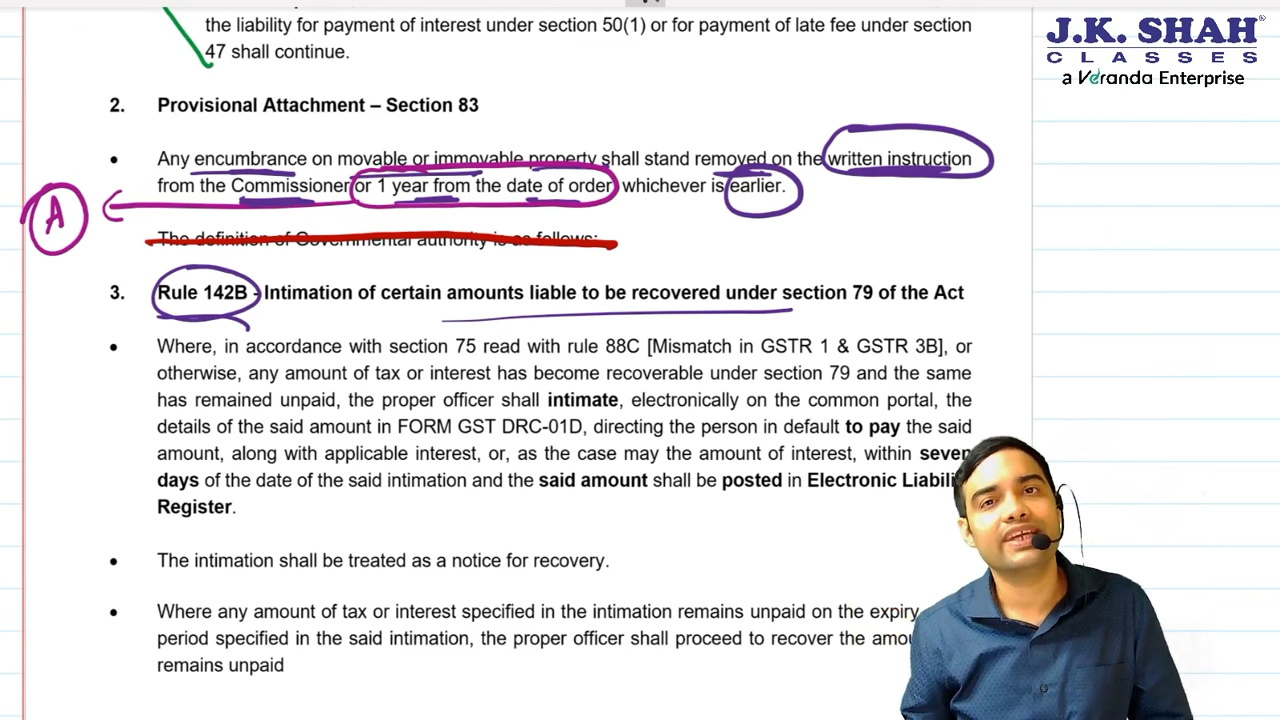 the liability for payment of interest under section 50(1) or for payment of late fee under section
47 shall continue.
J.K. SHAH®
CLASSES
a Veranda Enterprise
2. Provisional Attachment – Section 83
• Any encumbrance on movable or immovable property shall stand removed on the written instruction
from the Commissioner or 1 year from the date of order whichever is earlier.
A
The definition of Governmental authority is as follows:
3. Rule 142B - Intimation of certain amounts liable to be recovered under section 79 of the Act
• Where, in accordance with section 75 read with rule 88C [Mismatch in GSTR 1 & GSTR 3B], or
otherwise, any amount of tax or interest has become recoverable under section 79 and the same
has remained unpaid, the proper officer shall intimate, electronically on the common portal, the
details of the said amount in FORM GST DRC-01D, directing the person in default to pay the said
amount, along with applicable interest, or, as the case may the amount of interest, within seven
days of the date of the said intimation and the said amount shall be posted in Electronic
Register.
• The intimation shall be treated as a notice for recovery.
• Where any amount of tax or interest specified in the intimation remains unpaid on the expiry
period specified in the said intimation, the proper officer shall proceed to recover the
remains unpaid